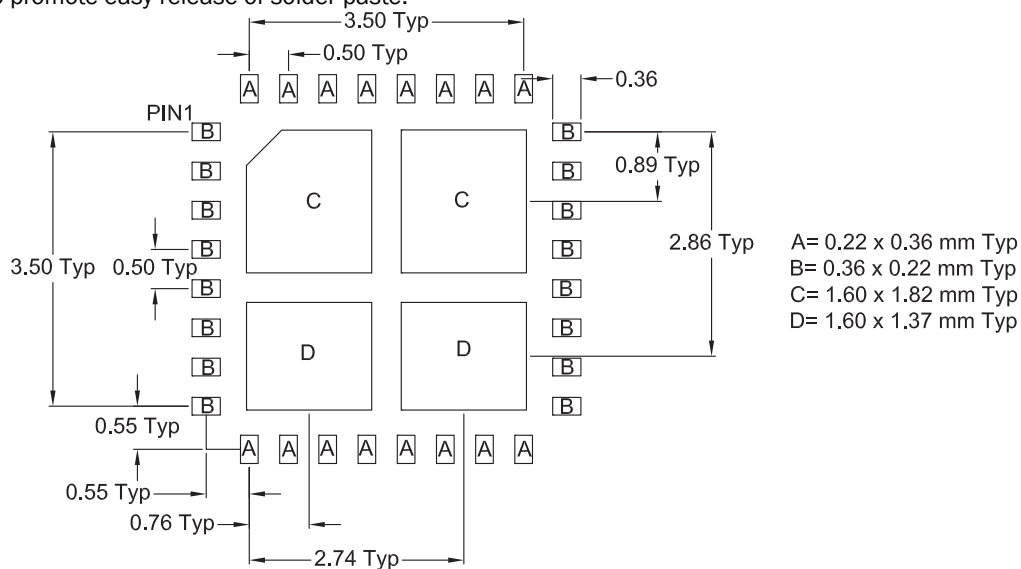 promote easy release of solder paste.
3.50 Typ
0.50 Typ
0.36
A A A A A A A A
PIN1
B B
B B
B B
B B
B B
B B
B B
B B
C C
D D
0.89 Typ
2.86 Typ
3.50 Typ 0.50 Typ
A= 0.22 x 0.36 mm Typ
B= 0.36 x 0.22 mm Typ
C= 1.60 x 1.82 mm Typ
D= 1.60 x 1.37 mm Typ
0.55 Typ
A A A A A A A A
0.55 Typ
0.76 Typ
2.74 Typ